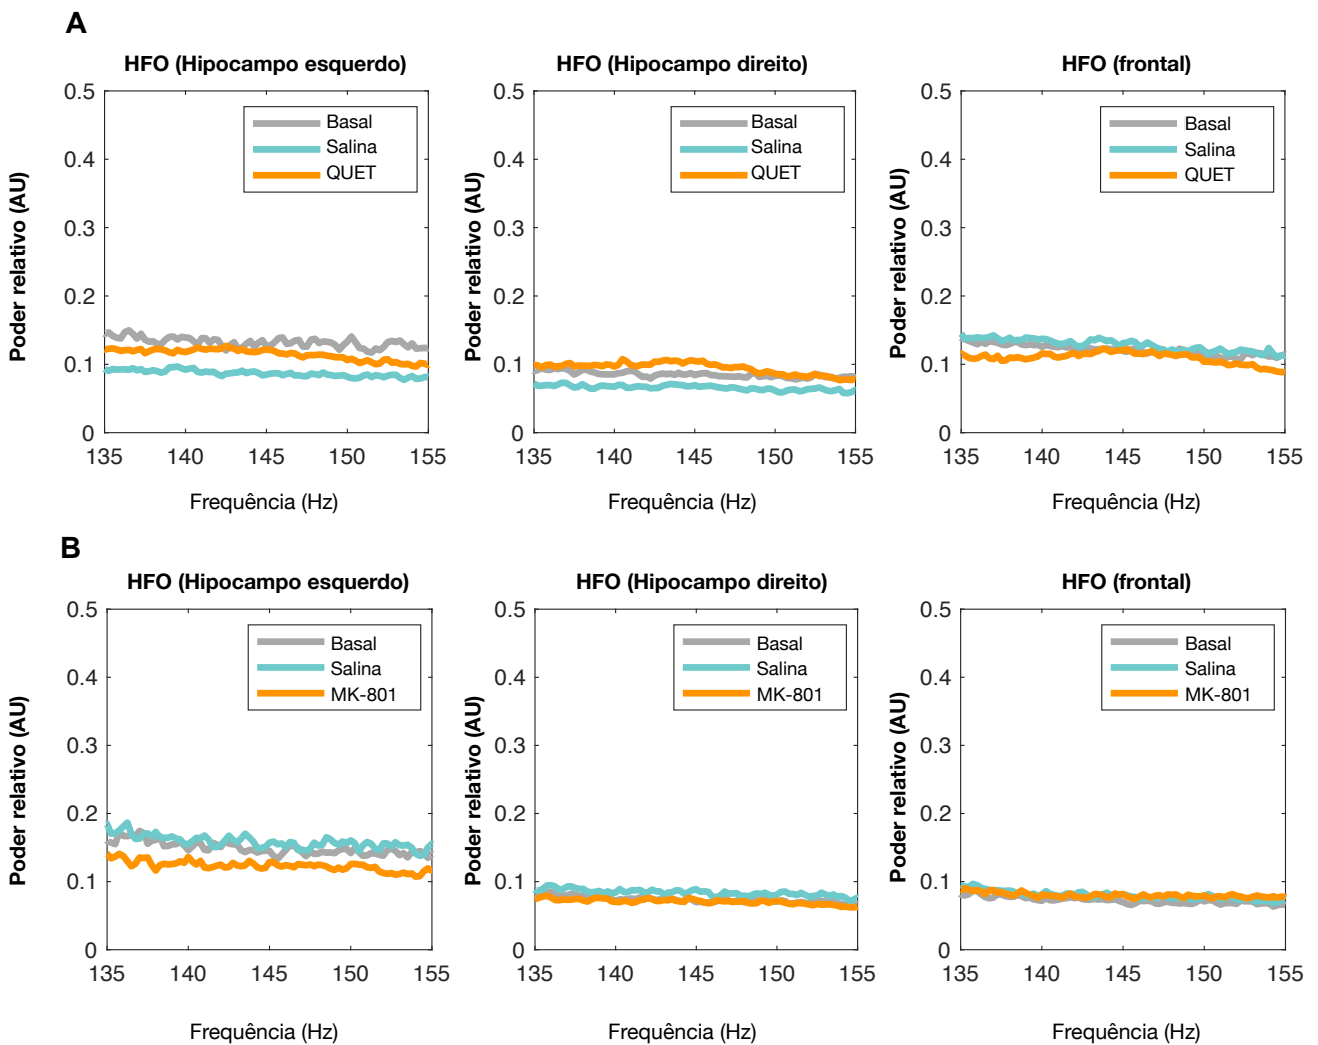 A
HFO (Hipocampo esquerdo)
Poder relativo (AU)
0.5
0.4
0.3
0.2
0.1
0
Basal
Salina
QUET
135 140 145 150 155
Frequência (Hz)
HFO (Hipocampo direito)
Poder relativo (AU)
0.5
0.4
0.3
0.2
0.1
0
Basal
Salina
QUET
135 140 145 150 155
Frequência (Hz)
HFO (frontal)
Poder relativo (AU)
0.5
0.4
0.3
0.2
0.1
0
Basal
Salina
QUET
135 140 145 150 155
Frequência (Hz)
B
HFO (Hipocampo esquerdo)
Poder relativo (AU)
0.5
0.4
0.3
0.2
0.1
0
Basal
Salina
MK-801
135 140 145 150 155
Frequência (Hz)
HFO (Hipocampo direito)
Poder relativo (AU)
0.5
0.4
0.3
0.2
0.1
0
Basal
Salina
MK-801
135 140 145 150 155
Frequência (Hz)
HFO (frontal)
Poder relativo (AU)
0.5
0.4
0.3
0.2
0.1
0
Basal
Salina
MK-801
135 140 145 150 155
Frequência (Hz)